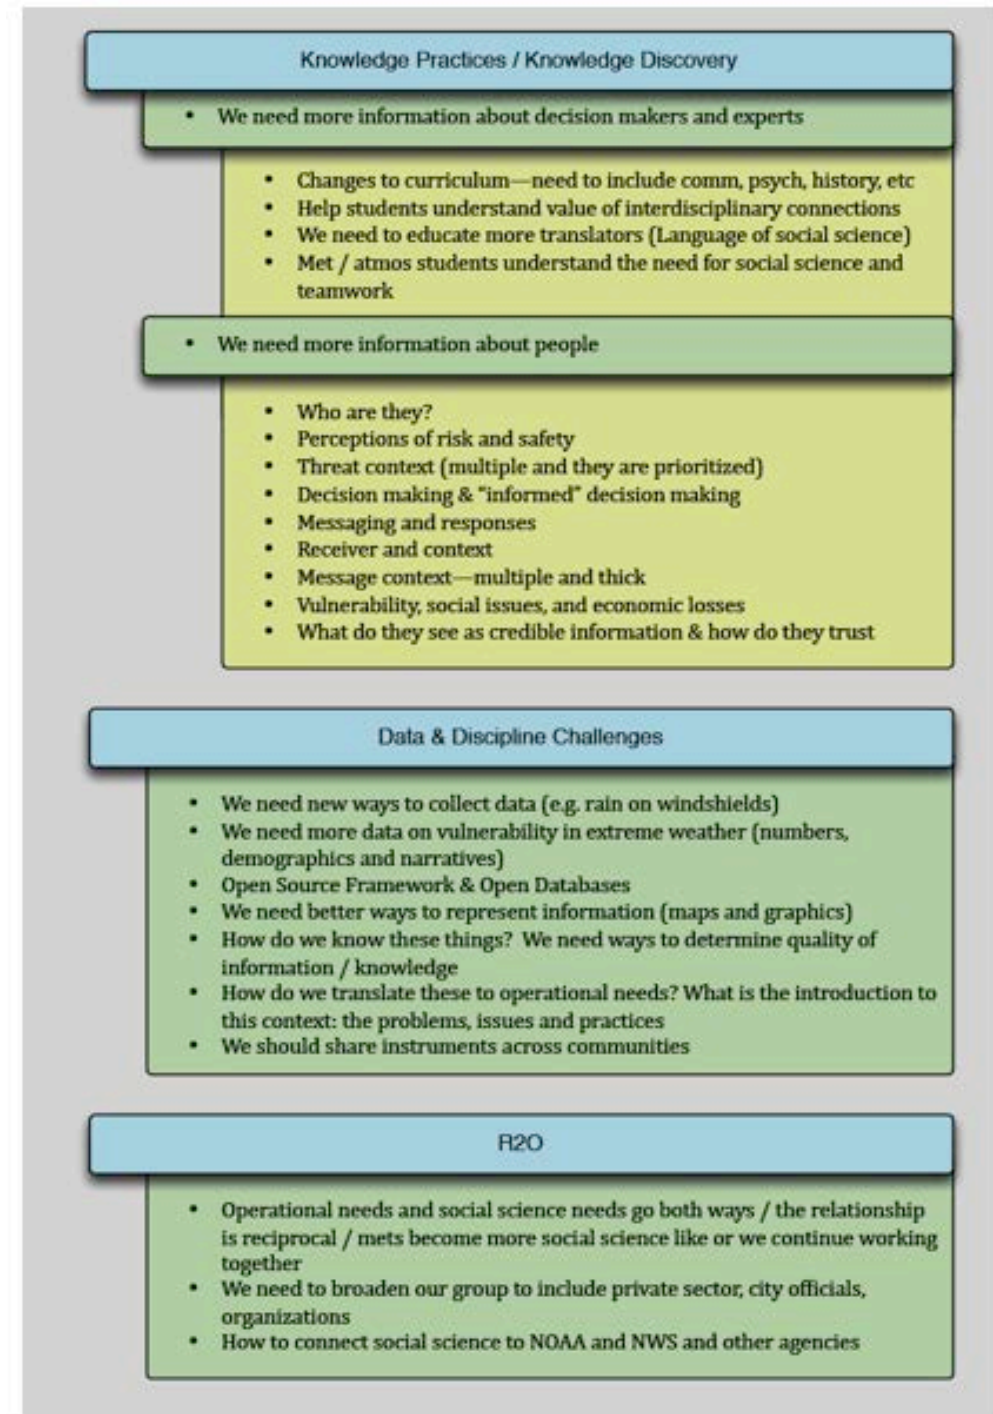 Knowledge Practices / Knowledge Discovery
• We need more information about decision makers and experts
• Changes to curriculum—need to include comm, psych, history, etc
• Help students understand value of interdisciplinary connections
• We need to educate more translators (Language of social science)
• Met / atmos students understand the need for social science and
teamwork
• We need more information about people
• Who are they?
• Perceptions of risk and safety
• Threat context (multiple and they are prioritized)
• Decision making & "informed" decision making
• Messaging and responses
• Receiver and context
• Message context—multiple and thick
• Vulnerability, social issues, and economic losses
• What do they see as credible information & how do they trust
Data & Discipline Challenges
• We need new ways to collect data (e.g. rain on windshields)
• We need more data on vulnerability in extreme weather (numbers,
demographics and narratives)
• Open Source Framework & Open Databases
• We need better ways to represent information (maps and graphics)
• How do we know these things? We need ways to determine quality of
information / knowledge
• How do we translate these to operational needs? What is the introduction to
this context: the problems, issues and practices
• We should share instruments across communities
R2O
• Operational needs and social science needs go both ways / the relationship
is reciprocal / mets become more social science like or we continue working
together
• We need to broaden our group to include private sector, city officials,
organizations
• How to connect social science to NOAA and NWS and other agencies